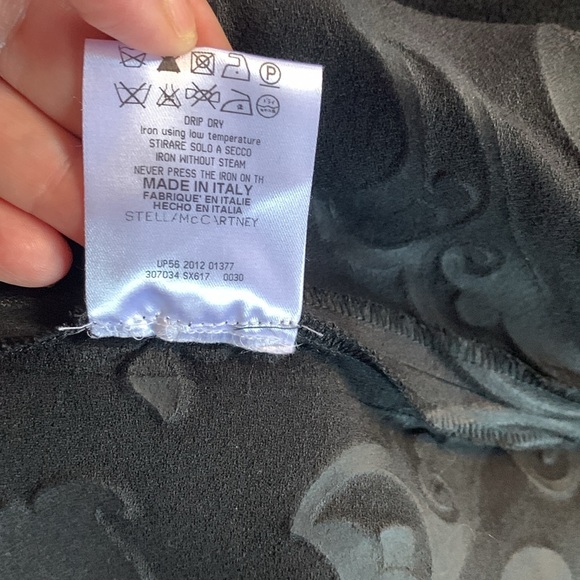 P
DRIP DRY
Iron using low temperature
STIRARE SOLO A SECCO
IRON WITHOUT STEAM
NEVER PRESS THE IRON ON TH
MADE IN ITALY
FABRIQUE' EN ITALIE
HECHO EN ITALIA
STELLA McCARTNEY
UP56 2012 01377
307034 SX617 0030